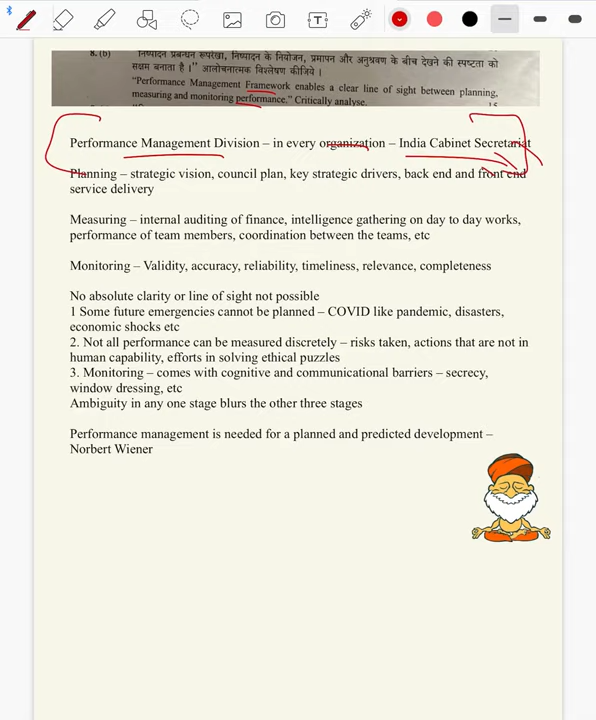 8. (b) निष्पादन प्रबन्धन रूपरेखा, निष्पादन के नियोजन, प्रमापन और अनुश्रवण के बीच देखने की स्पष्टता को
सक्षम बनाता है।" आलोचनात्मक विश्लेषण कीजिये ।
"Performance Management Framework enables a clear line of sight between planning,
measuring and monitoring performance." Critically analyse.
15
Performance Management Division – in every organization – India Cabinet Secretariat
Planning – strategic vision, council plan, key strategic drivers, back end and front end
service delivery
Measuring – internal auditing of finance, intelligence gathering on day to day works,
performance of team members, coordination between the teams, etc
Monitoring – Validity, accuracy, reliability, timeliness, relevance, completeness
No absolute clarity or line of sight not possible
1 Some future emergencies cannot be planned – COVID like pandemic, disasters,
economic shocks etc
2. Not all performance can be measured discretely – risks taken, actions that are not in
human capability, efforts in solving ethical puzzles
3. Monitoring – comes with cognitive and communicational barriers – secrecy,
window dressing, etc
Ambiguity in any one stage blurs the other three stages
Performance management is needed for a planned and predicted development –
Norbert Wiener